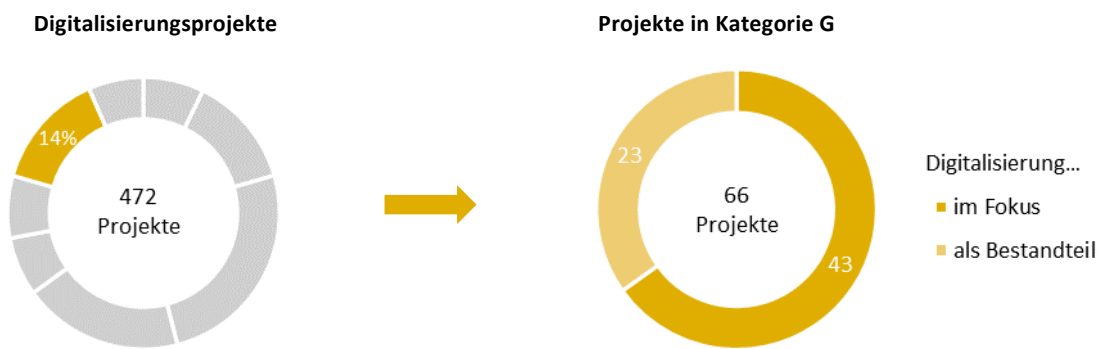 Digitalisierungsprojekte
14%
472
Projekte
Projekte in Kategorie G
23
66
Projekte
43
Digitalisierung...
im Fokus
als Bestandteil